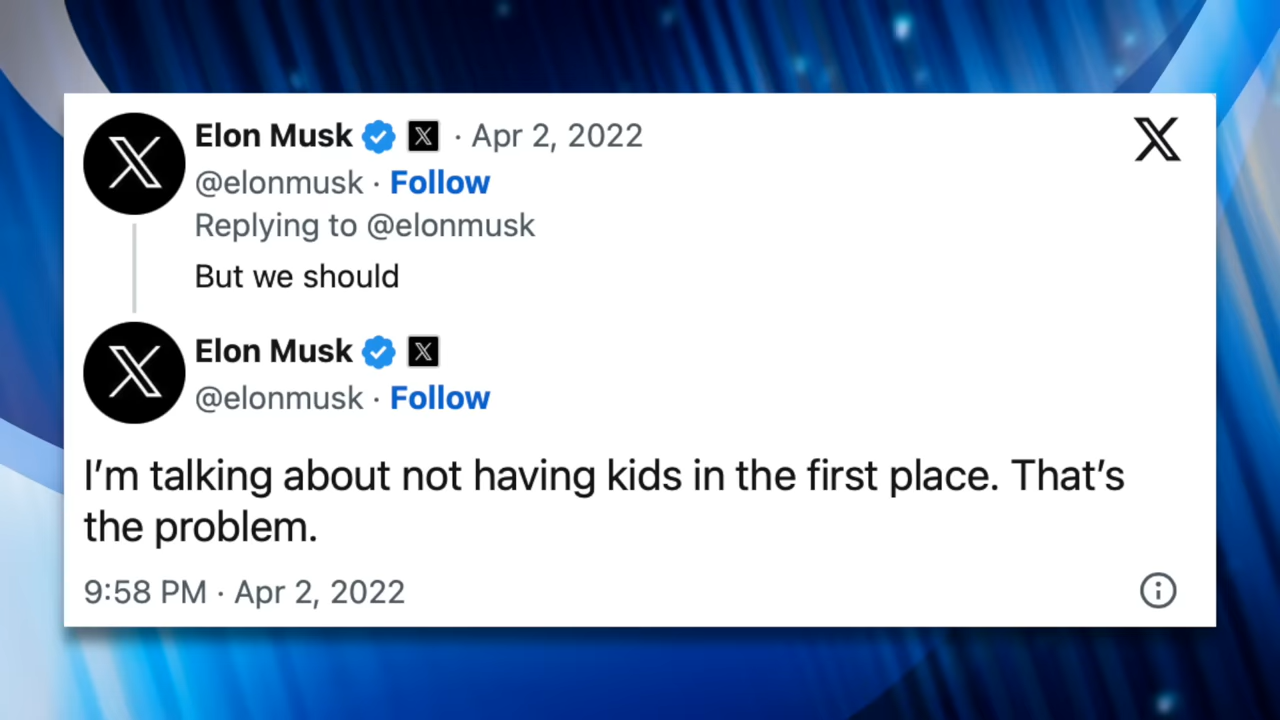 Elon Musk · Apr 2, 2022
@elonmusk · Follow
Replying to @elonmusk
But we should
Elon Musk
@elonmusk · Follow
I’m talking about not having kids in the first place. That’s
the problem.
9:58 PM · Apr 2, 2022